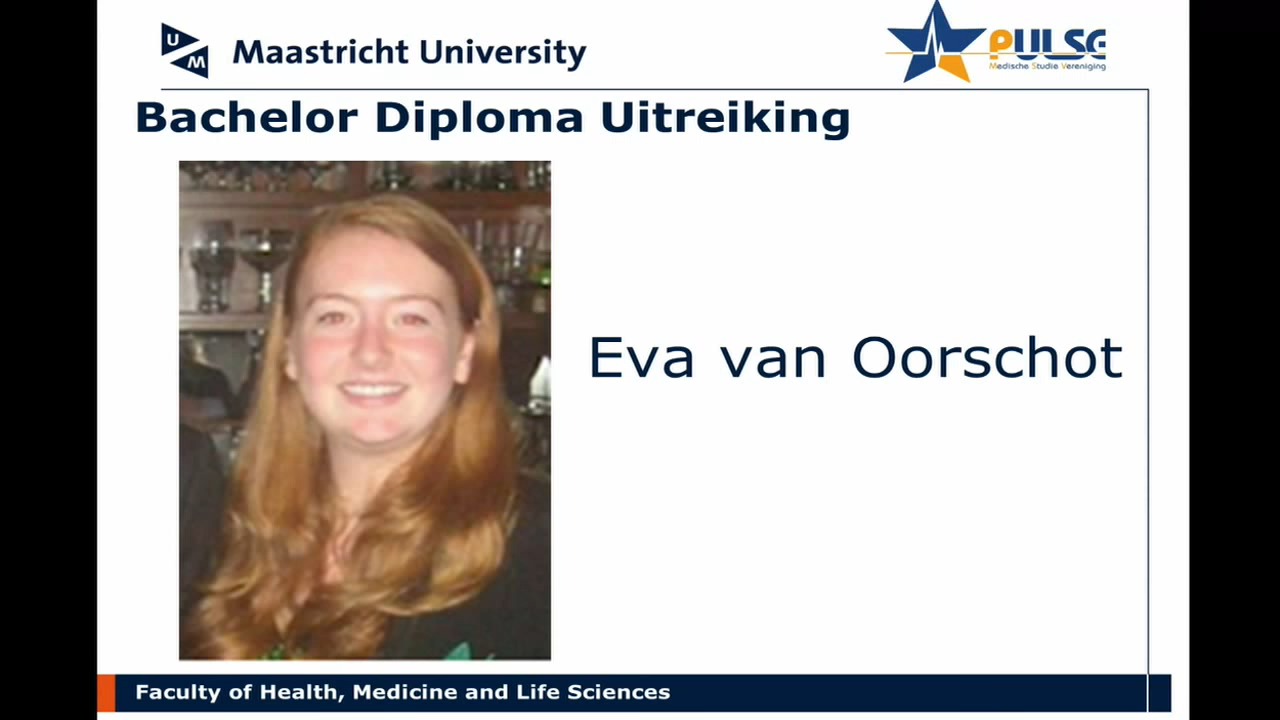 UM
Maastricht University
PULSE
Medische Studie Vereniging
Bachelor Diploma Uitreiking
Eva van Oorschot
Faculty of Health, Medicine and Life Sciences